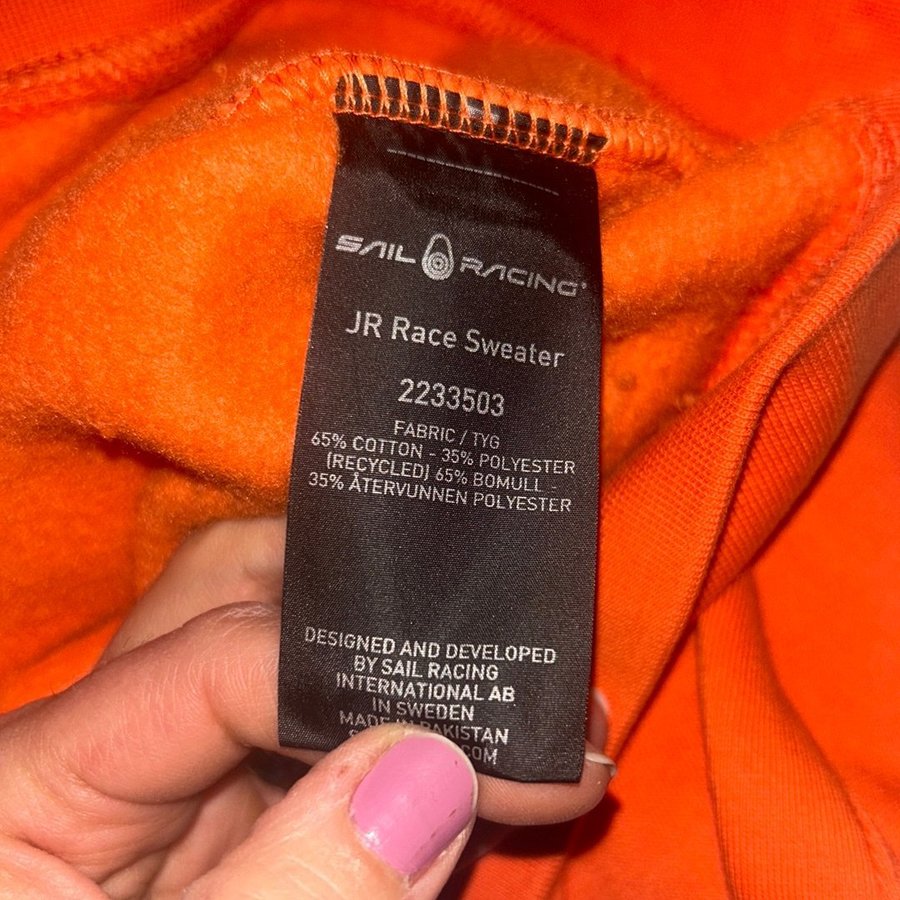 SAIL RACING
JR Race Sweater
2233503
FABRIC / TYG
65% COTTON - 35% POLYESTER
(RECYCLED) 65% BOMULL -
35% ÅTERVUNNEN POLYESTER
DESIGNED AND DEVELOPED
BY SAIL RACING
INTERNATIONAL AB
IN SWEDEN
MADE IN PAKISTAN